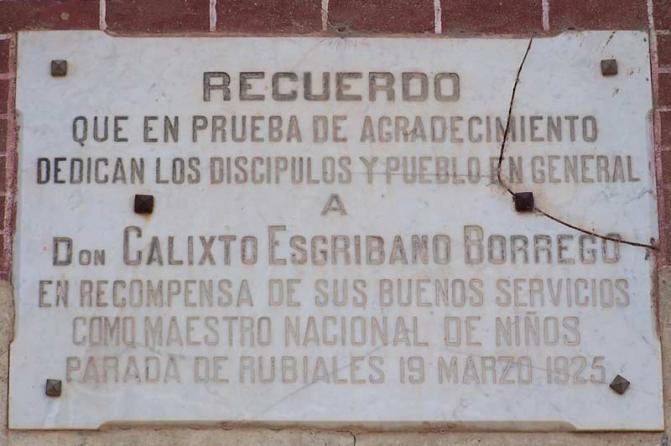 RECUERDO
QUE EN PRUEBA DE AGRADECIMIENTO
DEDICAN LOS DISCIPULOS Y PUEBLO EN GENERAL
A
DON CALIXTO ESGRIBANO BORREGO
EN RECOMPENSA DE SUS BUENOS SERVICIOS
COMO MAESTRO NACIONAL DE NIÑOS
PARADA DE RUBIALES 19 MARZO 1925